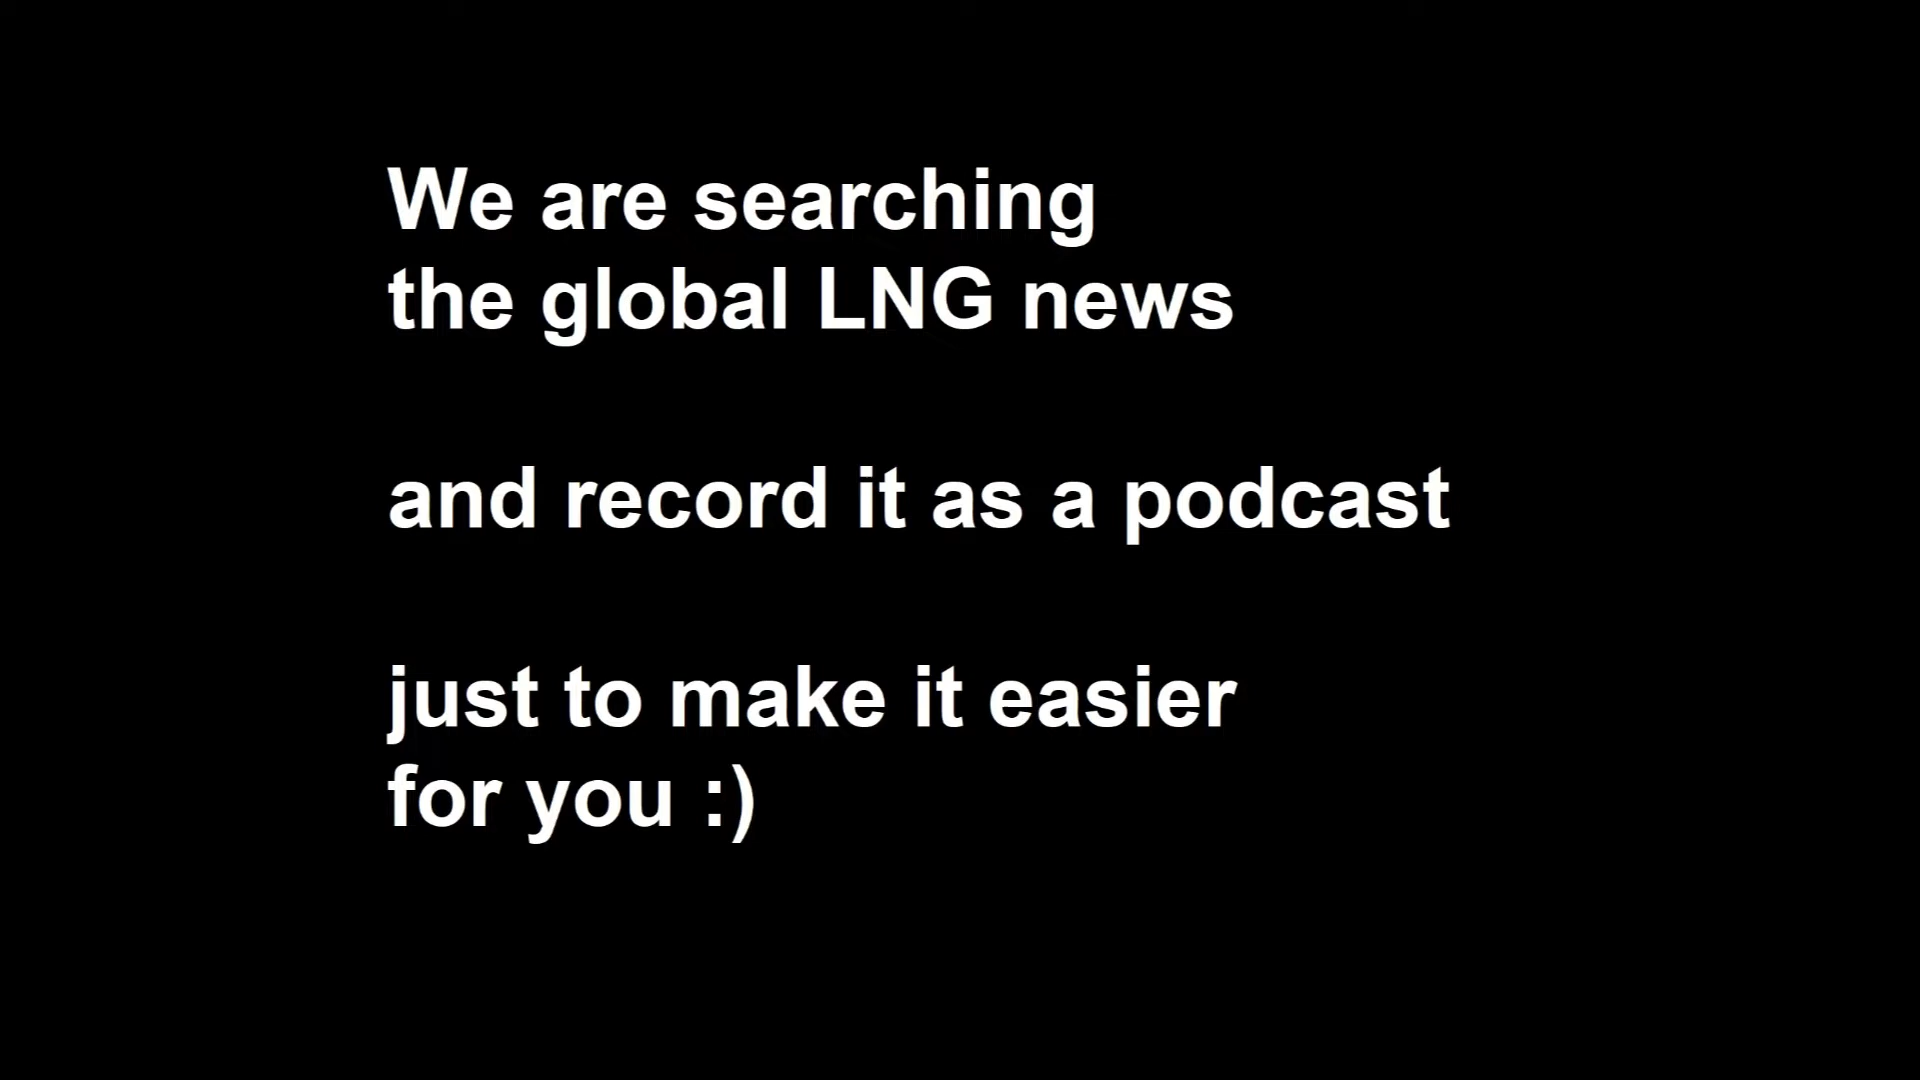 We are searching
the global LNG news
and record it as a podcast
just to make it easier
for you :)